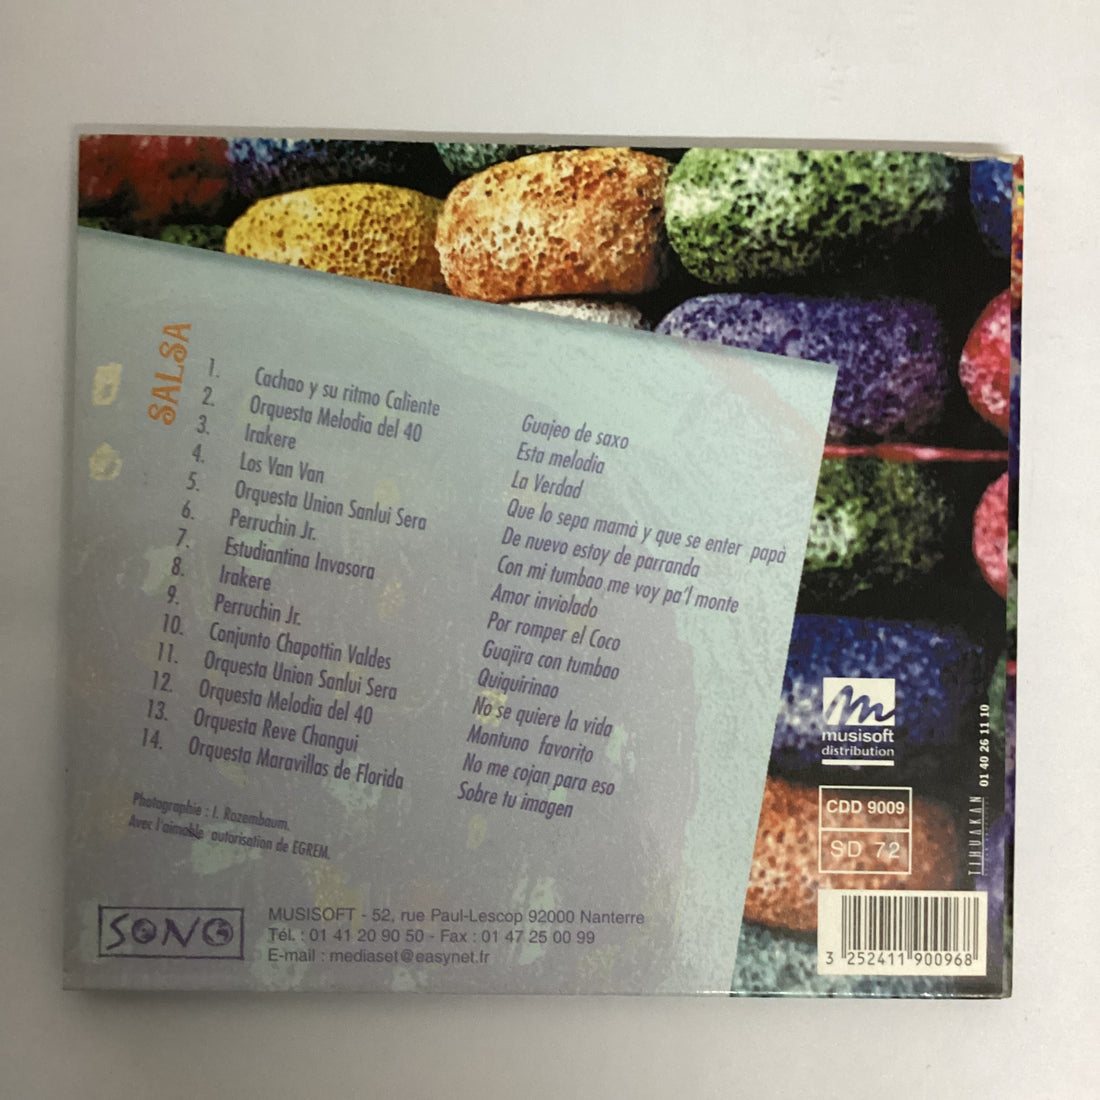 SALSA
1. Cachao y su ritmo Caliente Guajeo de saxo
2. Orquesta Melodia del 40 Esta melodia
3. Irakere La Verdad
4. Los Van Van Que lo sepa mamà y que se enter papà
5. Orquesta Union Sanlui Sera De nuevo estoy de parranda
6. Perruchin Jr. Con mi tumbao me voy pa'l monte
7. Estudiantina Invasora Amor inviolado
8. Irakere Por romper el Coco
9. Perruchin Jr. Guajira con tumbao
10. Conjunto Chapottin Valdes Quiquirinao
11. Orquesta Union Sanlui Sera No se quiere la vida
12. Orquesta Melodia del 40 Montuno favorito
13. Orquesta Reve Changui No me cojan para eso
14. Orquesta Maravillas de Florida Sobre tu imagen
Photographie : I. Rozembaum.
Avec l'aimable autorisation de EGREM.
SONO
MUSISOFT - 52, rue Paul-Lescop 92000 Nanterre
Tél. : 01 41 20 90 50 - Fax : 01 47 25 00 99
E-mail : mediaset@easynet.fr
musisoft
distribution
CDD 9009
SD 72
TIHUAKAN
01 40 26 11 10
3 252411 900968